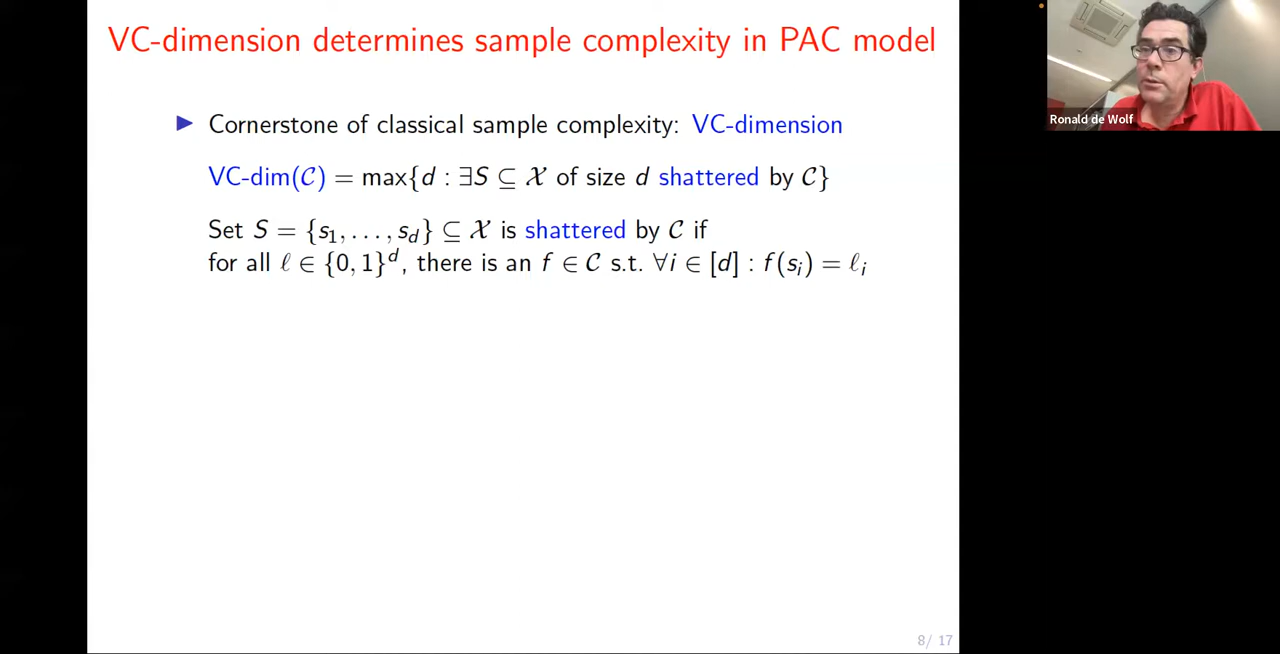 VC-dimension determines sample complexity in PAC model
▶ Cornerstone of classical sample complexity: VC-dimension
VC-dim(𝒞) = max{d : ∃S ⊆ 𝒳 of size d shattered by 𝒞}
Set S = {s₁, . . . , s_d} ⊆ 𝒳 is shattered by 𝒞 if
for all ℓ ∈ {0, 1}ᵈ, there is an f ∈ 𝒞 s.t. ∀i ∈ [d] : f(sᵢ) = ℓᵢ
8/ 17
Ronald de Wolf